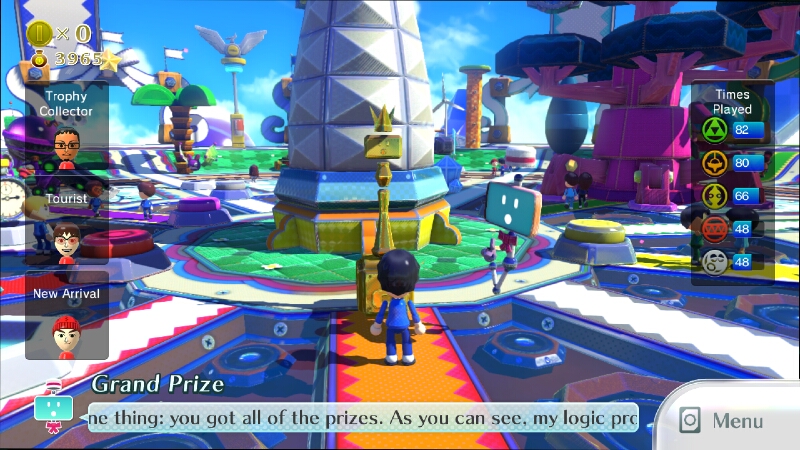 × 0
3965
Trophy
Collector
Tourist
New Arrival
Times
Played
82
80
66
48
48
Grand Prize
ne thing: you got all of the prizes. As you can see, my logic pro
Menu